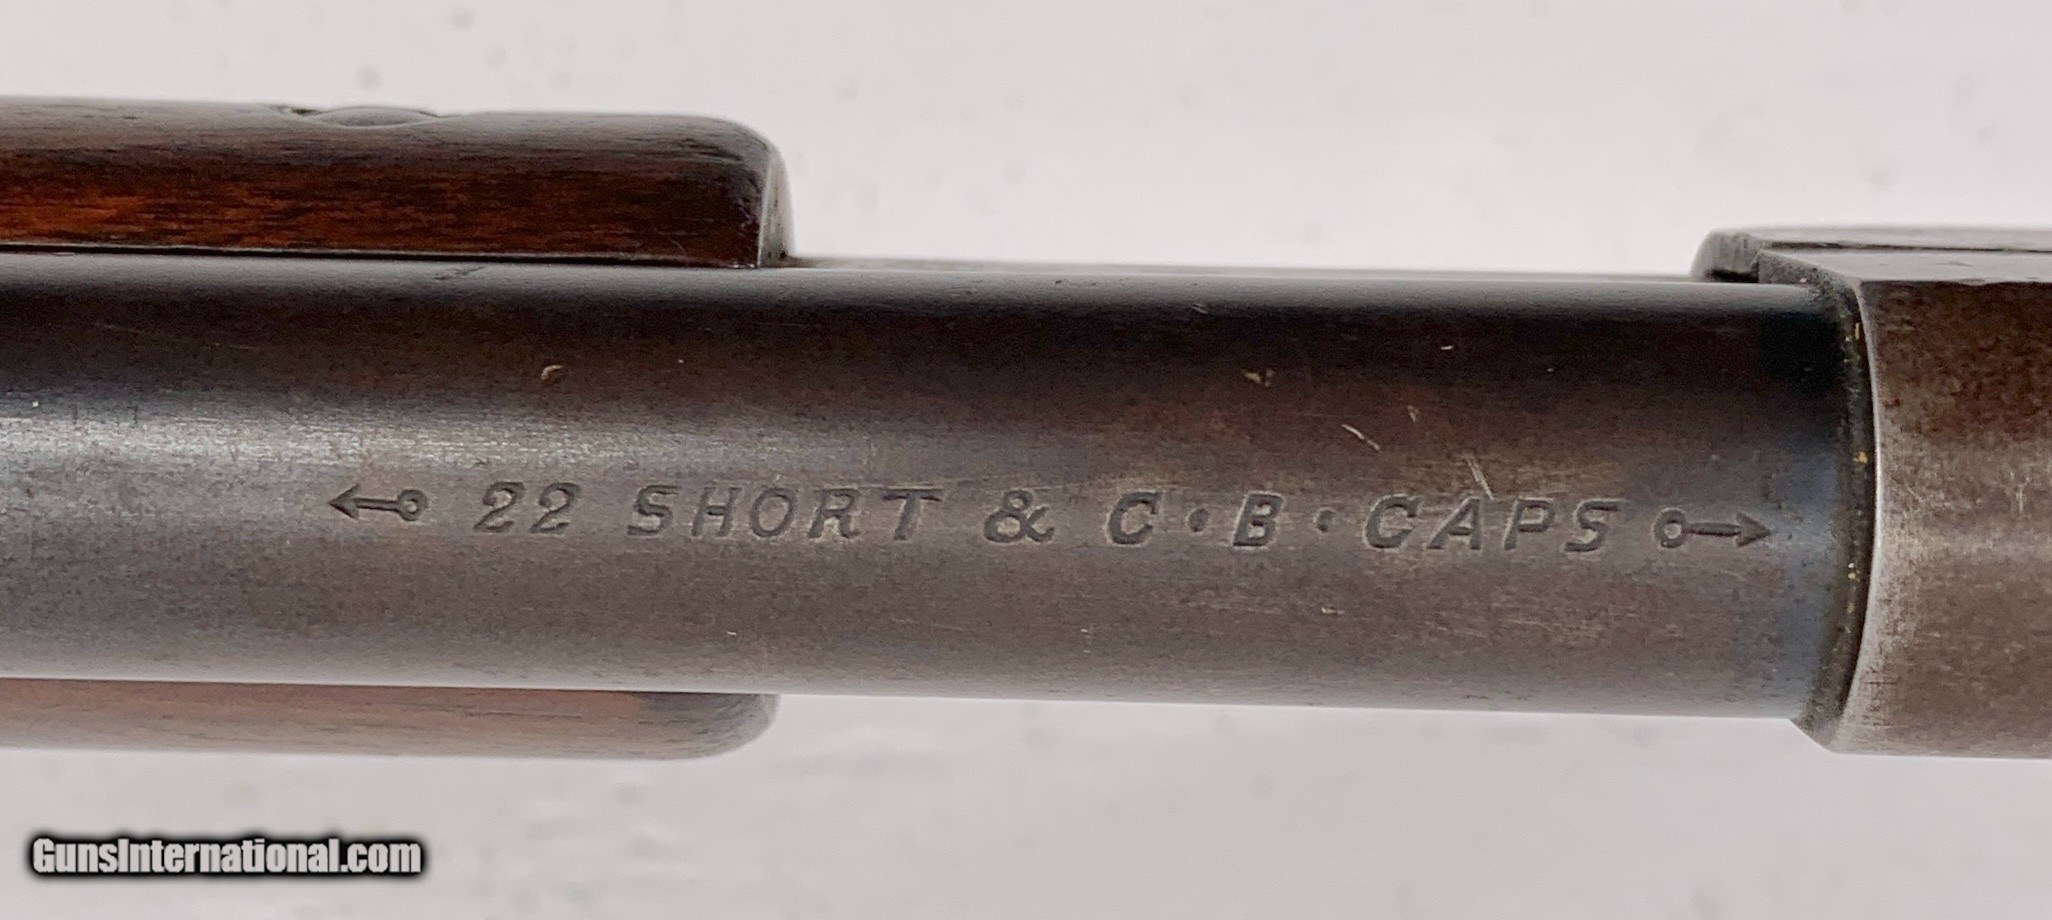 22 SHORT & C·B·CAPS
GunsInternational.com